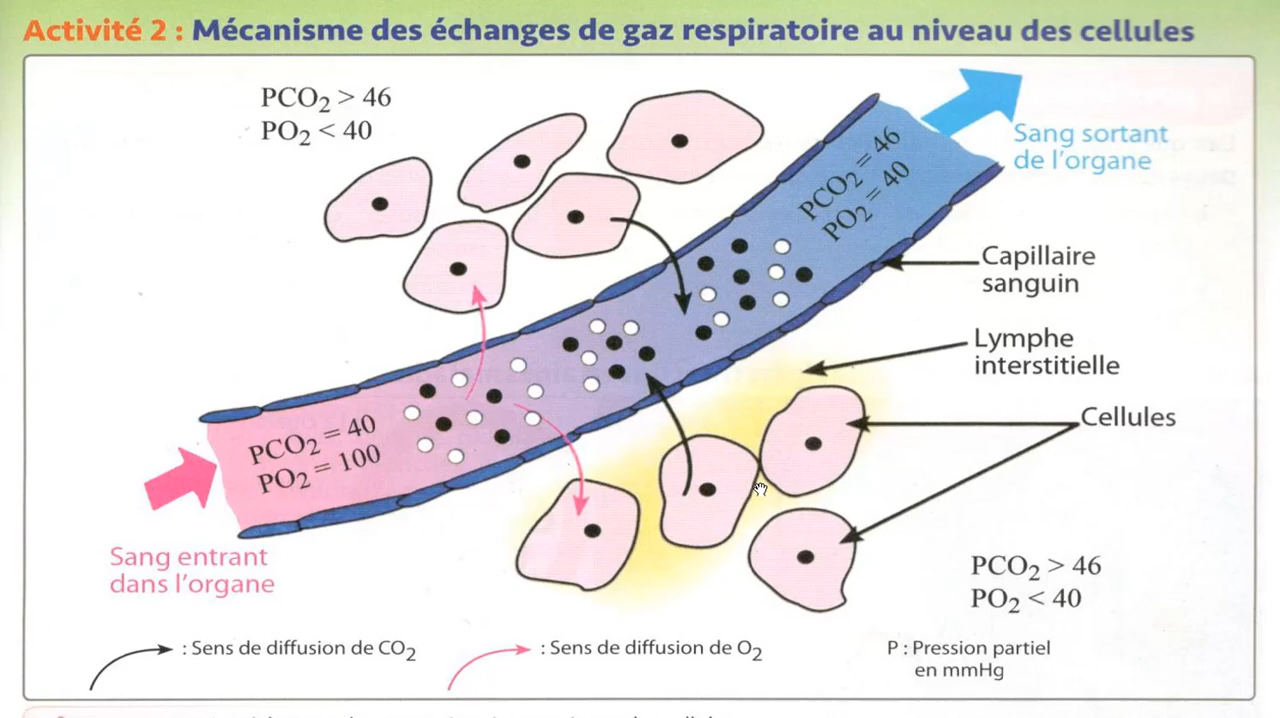 Activité 2 : Mécanisme des échanges de gaz respiratoire au niveau des cellules
PCO₂ > 46
PO₂ < 40
PCO₂ = 46
PO₂ = 40
Sang sortant
de l'organe
Capillaire
sanguin
Lymphe
interstitielle
Cellules
PCO₂ = 40
PO₂ = 100
Sang entrant
dans l'organe
PCO₂ > 46
PO₂ < 40
: Sens de diffusion de CO₂
: Sens de diffusion de O₂
P : Pression partiel
en mmHg